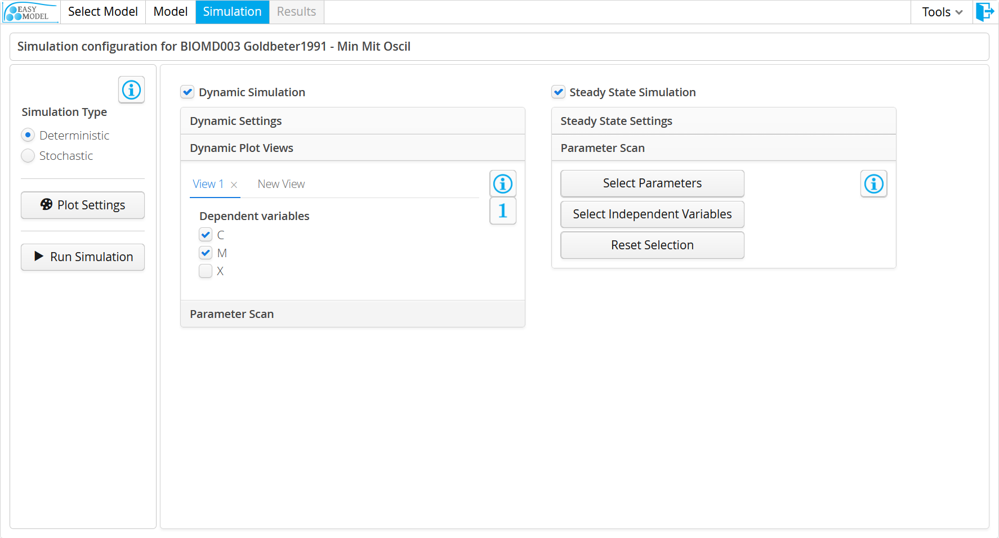 EASY
MODEL
Select Model
Model
Simulation
Results
Tools
Simulation configuration for BIOMD003 Goldbeter1991 - Min Mit Oscil
Simulation Type
Deterministic
Stochastic
Plot Settings
Run Simulation
Dynamic Simulation
Dynamic Settings
Dynamic Plot Views
View 1 ×
New View
1
Dependent variables
C
M
X
Parameter Scan
Steady State Simulation
Steady State Settings
Parameter Scan
Select Parameters
Select Independent Variables
Reset Selection